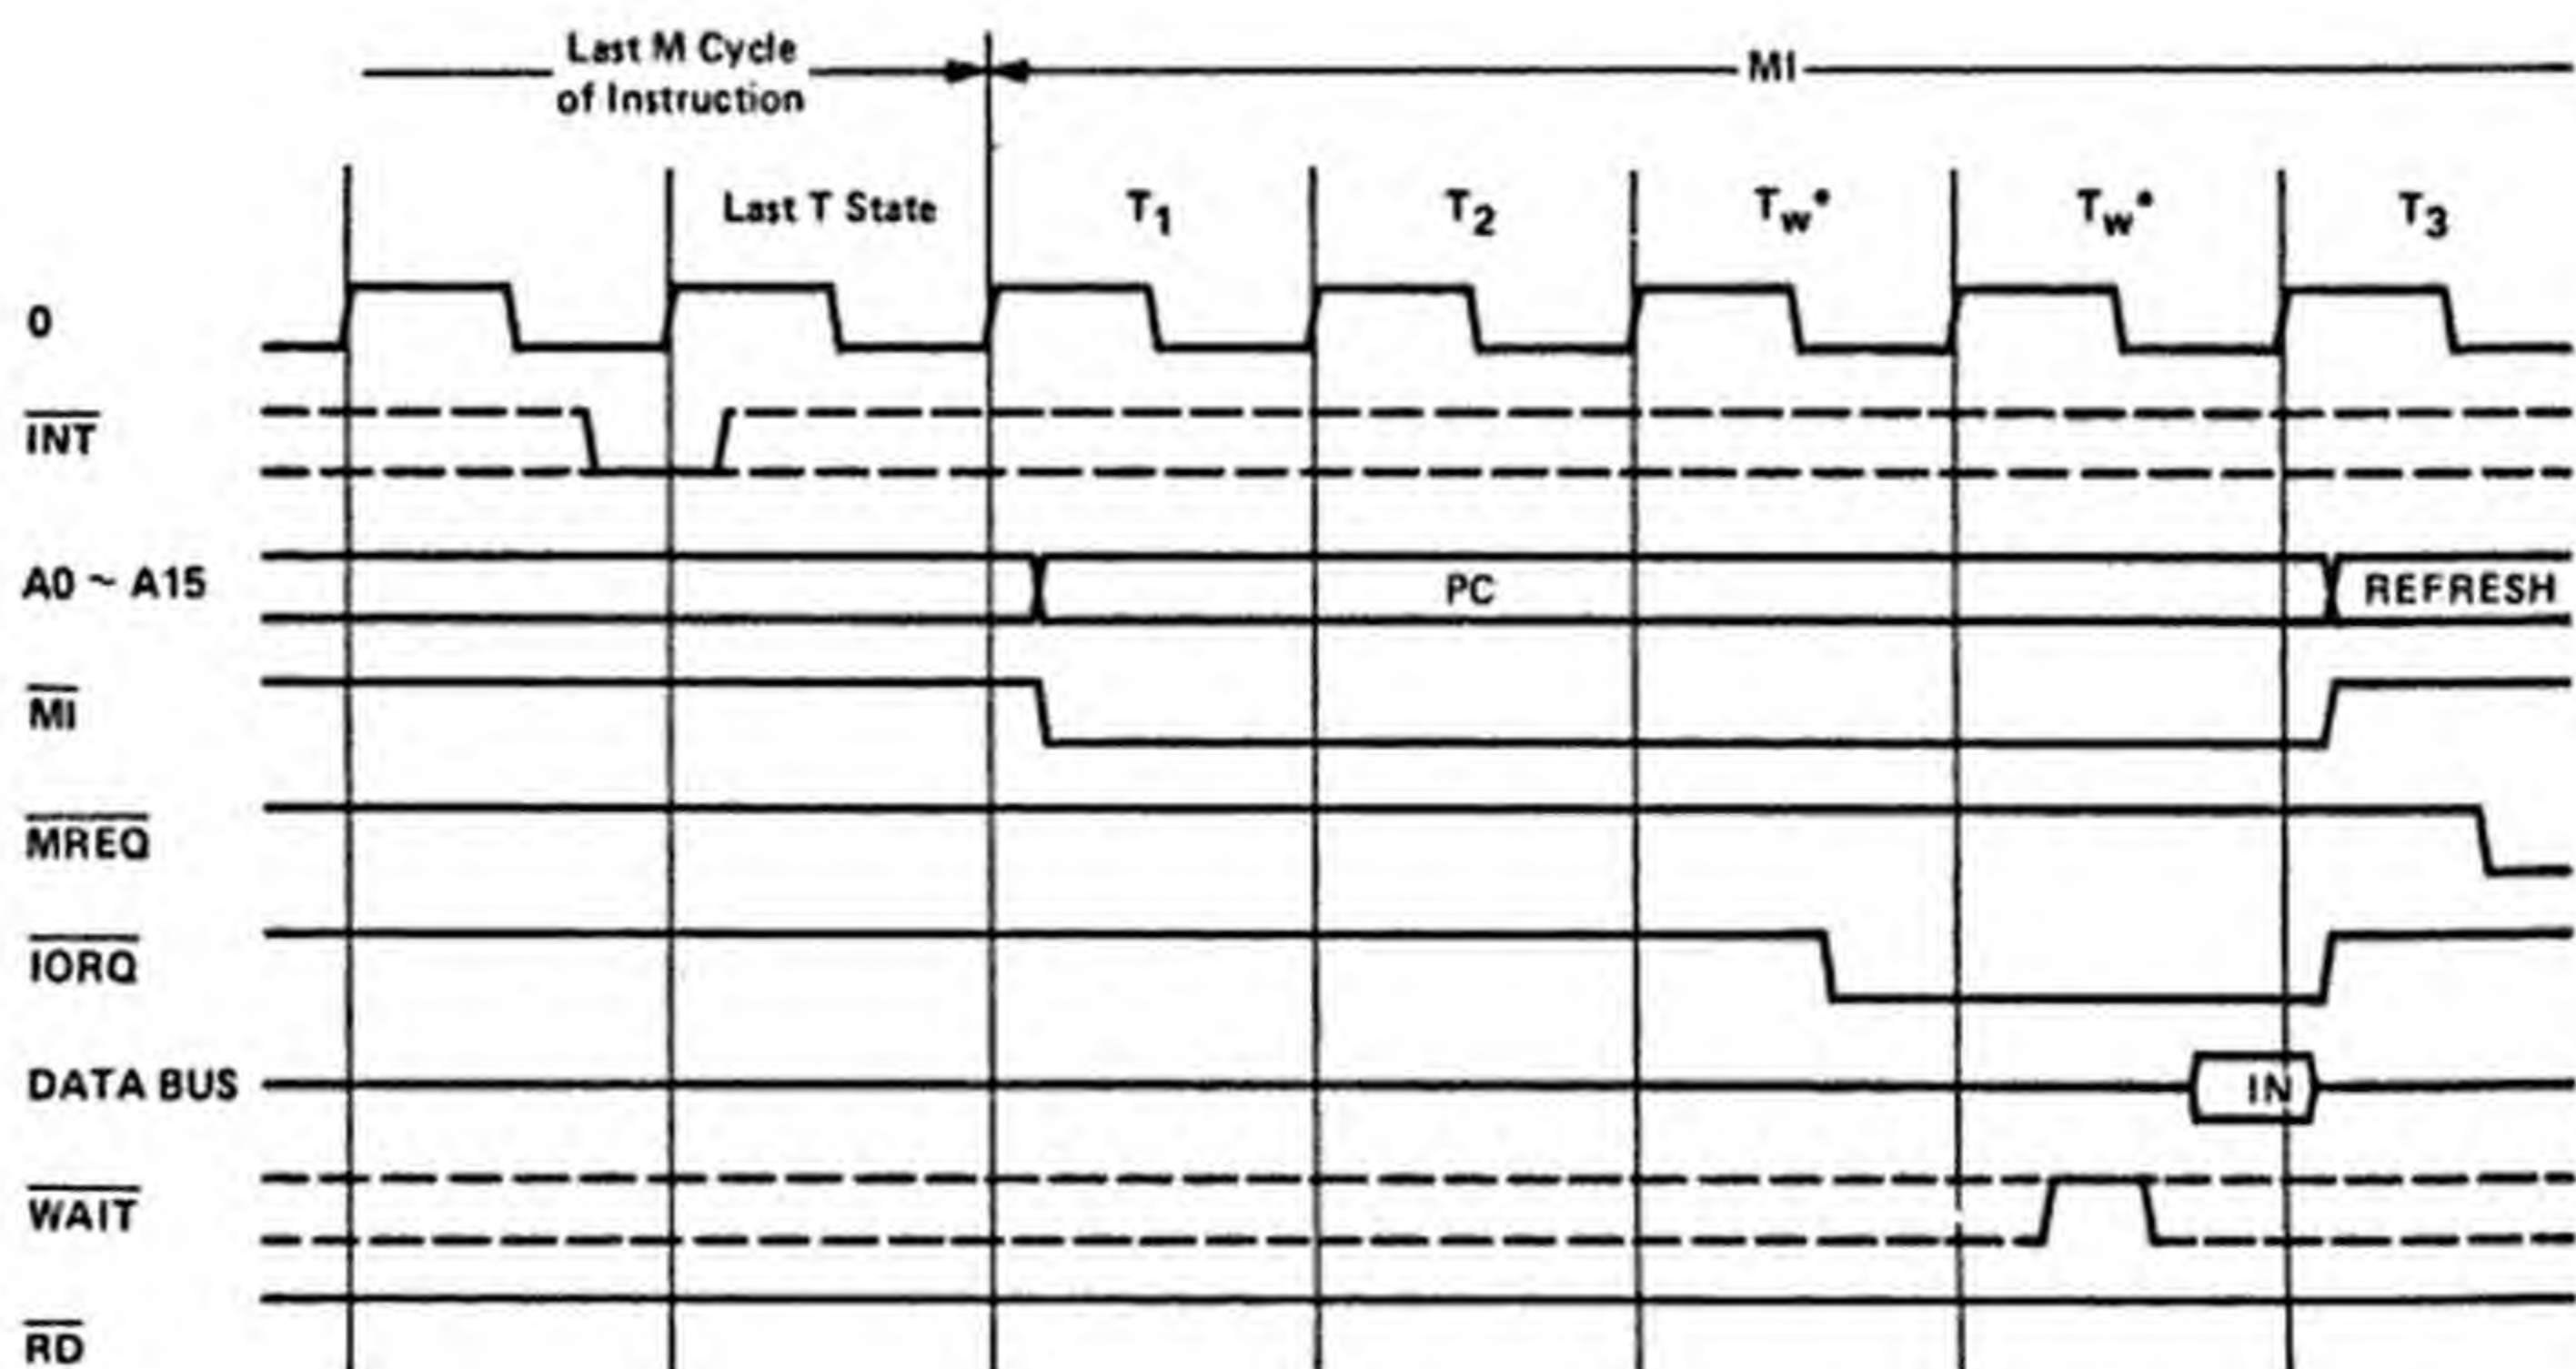 Last M Cycle
of Instruction
MI
Last T State
T1
T2
Tw*
Tw*
T3
0
INT
A0 ~ A15
PC
REFRESH
MI
MREQ
IORQ
DATA BUS
IN
WAIT
RD